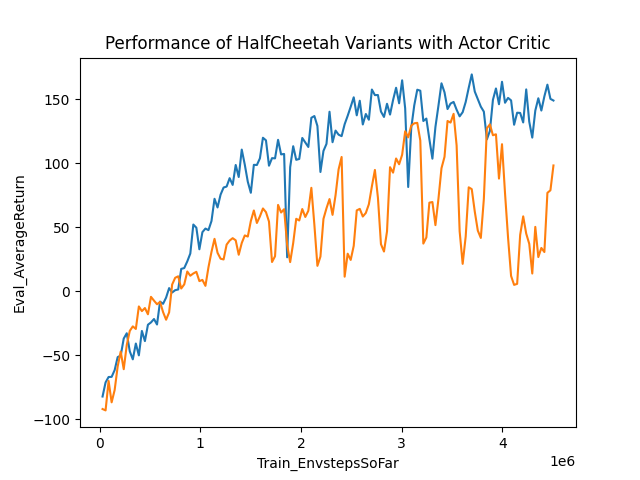 Performance of HalfCheetah Variants with Actor Critic
Eval_AverageReturn
150
100
50
0
−50
−100
0 1 2 3 4
1e6
Train_EnvstepsSoFar